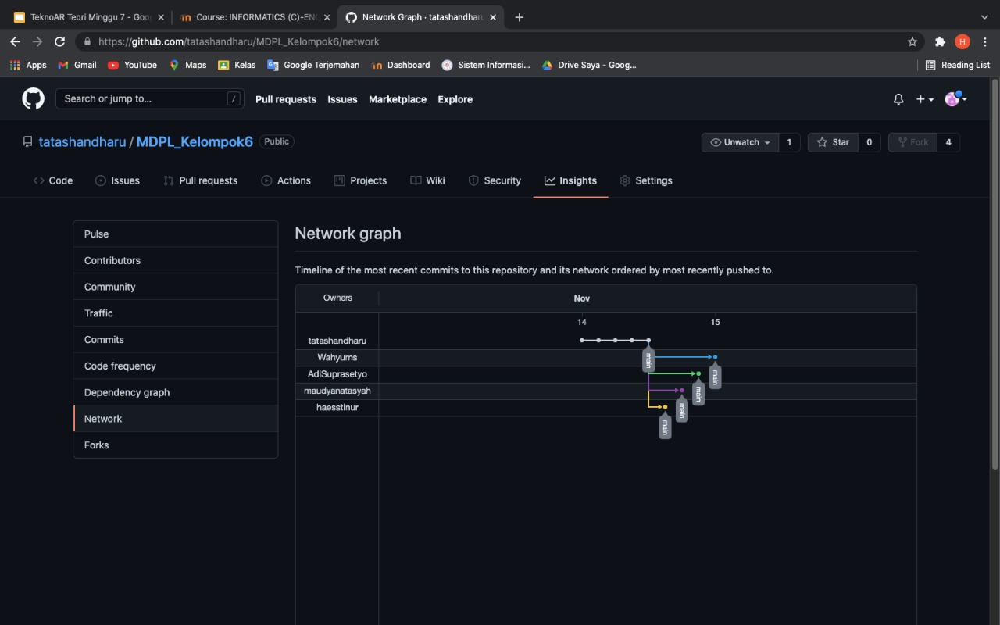 TeknoAR Teori Minggu 7 - Goo
Course: INFORMATICS (C)-EN
Network Graph · tatashandharu
https://github.com/tatashandharu/MDPL_Kelompok6/network
Apps Gmail YouTube Maps Kelas Google Terjemahan Dashboard Sistem Informasi... Drive Saya - Goog... Reading List
H
Search or jump to... /
Pull requests Issues Marketplace Explore
tatashandharu / MDPL_Kelompok6 Public
Unwatch 1 Star 0 Fork 4
Code Issues Pull requests Actions Projects Wiki Security Insights Settings
Pulse
Contributors
Community
Traffic
Commits
Code frequency
Dependency graph
Network
Forks
Network graph
Timeline of the most recent commits to this repository and its network ordered by most recently pushed to.
Owners Nov
14 15
tatashandharu
main
Wahyums
main
AdiSuprasetyo
main
maudyanatasyah
main
haesstinur
main